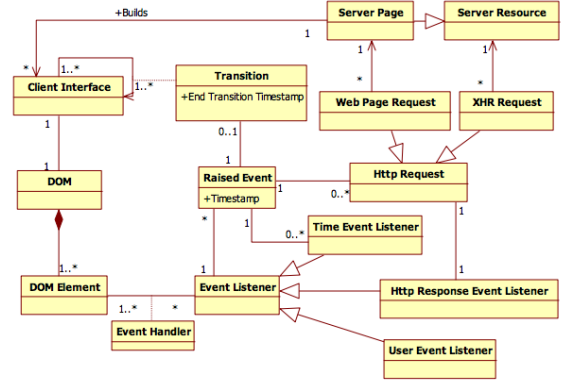 +Builds
Server Page
Server Resource
1
1
1
*
1..*
Client Interface
1..*
Transition
+End Transition Timestamp
*
*
Web Page Request
XHR Request
1
0..1
1
1
DOM
Raised Event
+Timestamp
1
0..*
Http Request
*
1
0..*
Time Event Listener
1
1..*
1
1
DOM Element
1..*
*
Event Listener
Http Response Event Listener
Event Handler
User Event Listener